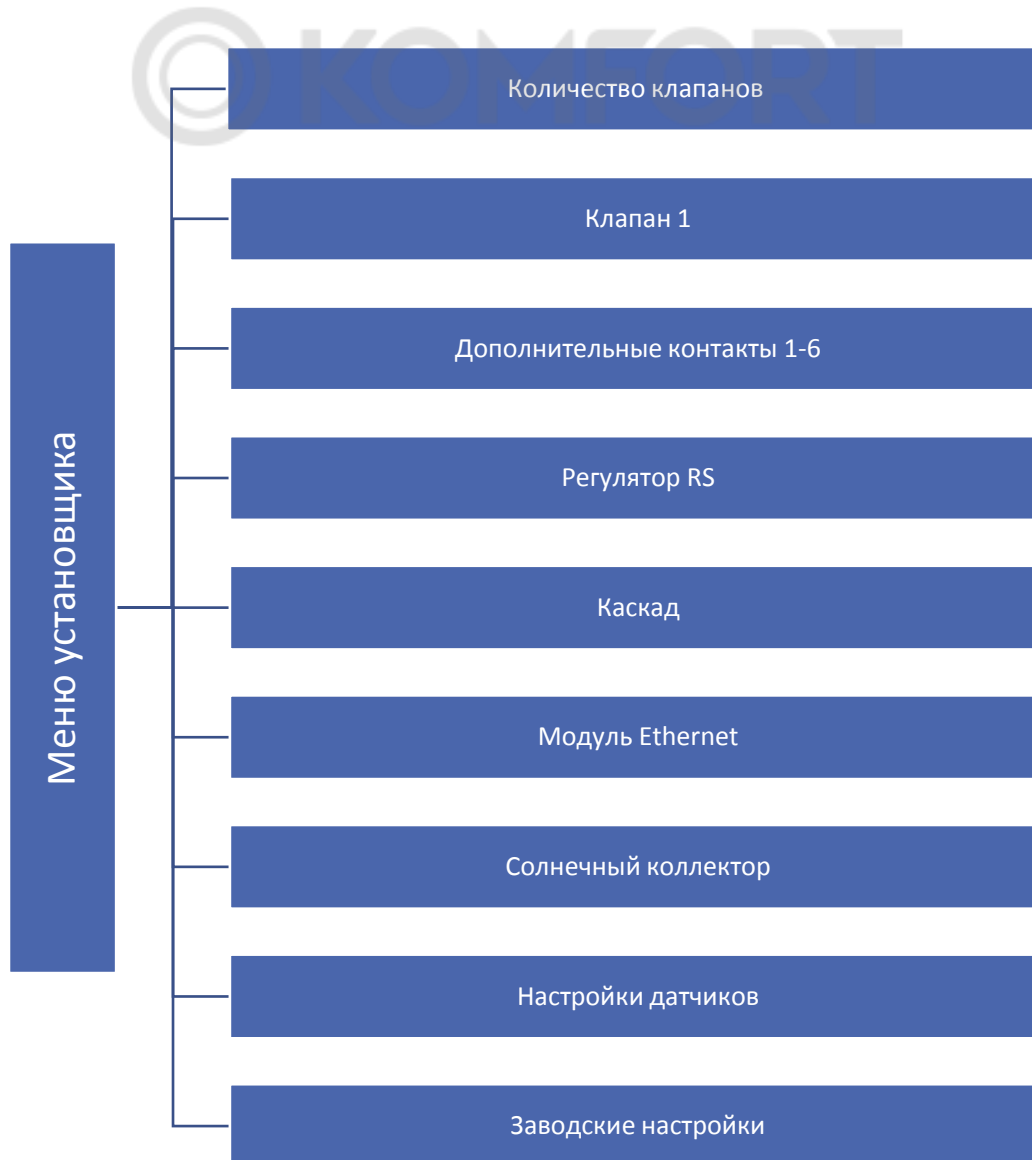 KOMFORT
Количество клапанов
Клапан 1
Дополнительные контакты 1-6
Регулятор RS
Меню установщика
Каскад
Модуль Ethernet
Солнечный коллектор
Настройки датчиков
Заводские настройки